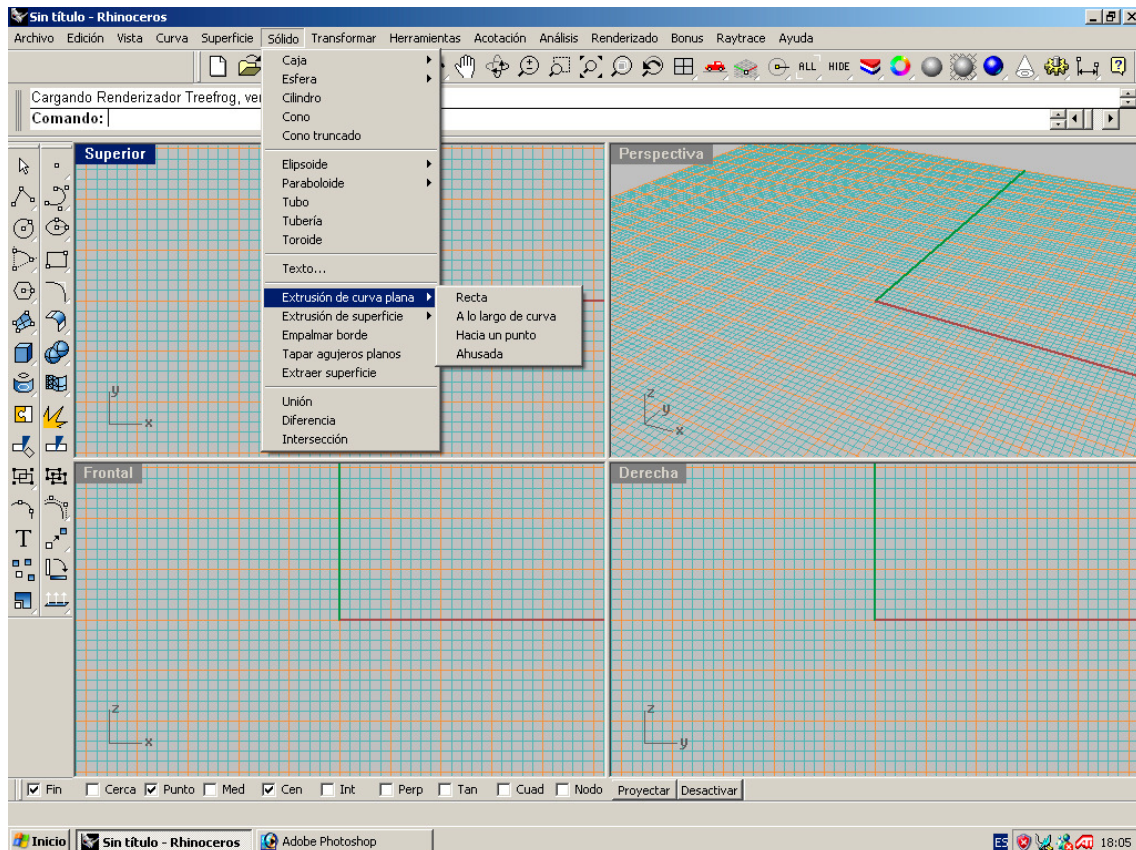 Sin título - Rhinoceros
Archivo Edición Vista Curva Superficie Sólido Transformar Herramientas Acotación Análisis Renderizado Bonus Raytrace Ayuda
ALL HIDE
Cargando Renderizador Treefrog, ver
Comando:
Caja
Esfera
Cilindro
Cono
Cono truncado
Elipsoide
Paraboloide
Tubo
Tubería
Toroide
Texto...
Extrusión de curva plana
Extrusión de superficie
Empalmar borde
Tapar agujeros planos
Extraer superficie
Unión
Diferencia
Intersección
Recta
A lo largo de curva
Hacia un punto
Ahusada
Superior
y
x
Perspectiva
z
y
x
Frontal
z
x
Derecha
z
y
T
Fin Cerca Punto Med Cen Int Perp Tan Cuad Nodo Proyectar Desactivar
Inicio Sin título - Rhinoceros Adobe Photoshop ES 18:05